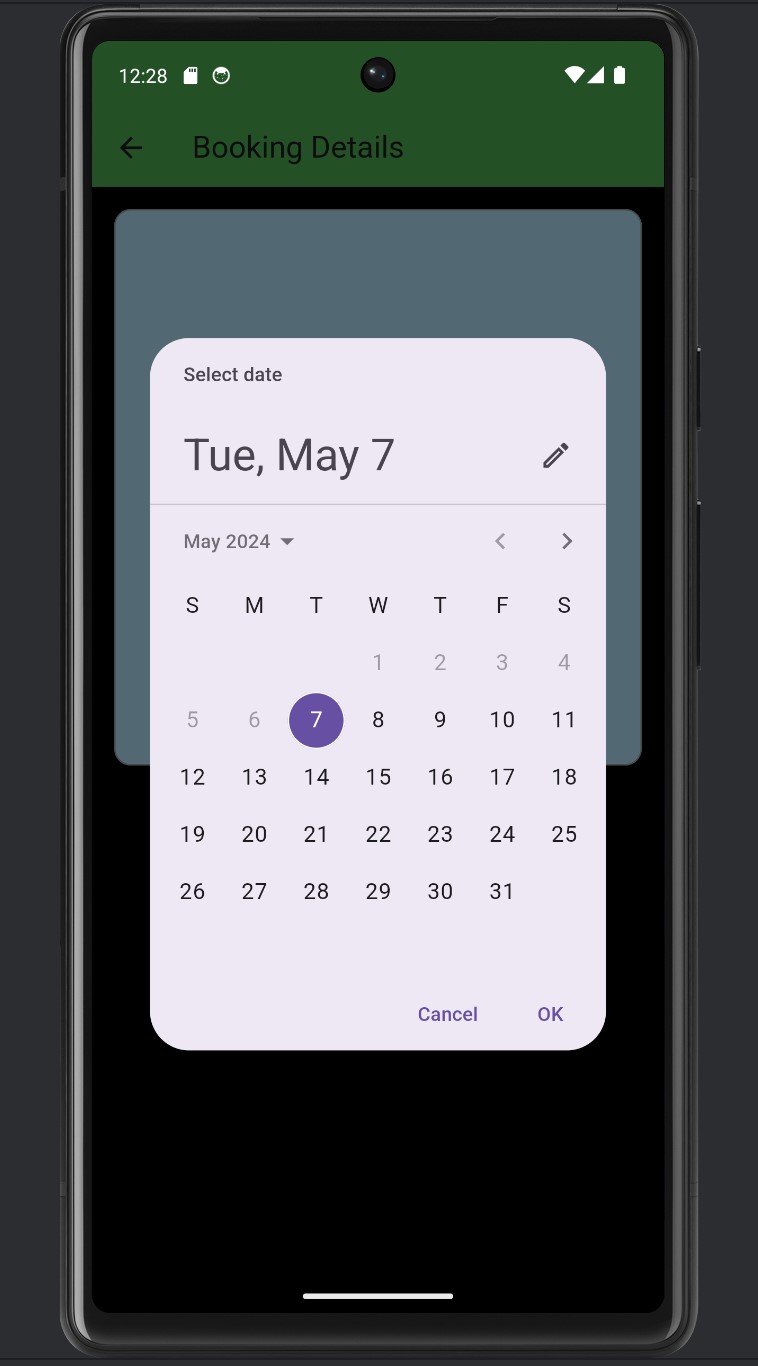 12:28
Booking Details
Select date
Tue, May 7
May 2024
S M T W T F S
1 2 3 4
5 6 7 8 9 10 11
12 13 14 15 16 17 18
19 20 21 22 23 24 25
26 27 28 29 30 31
Cancel OK